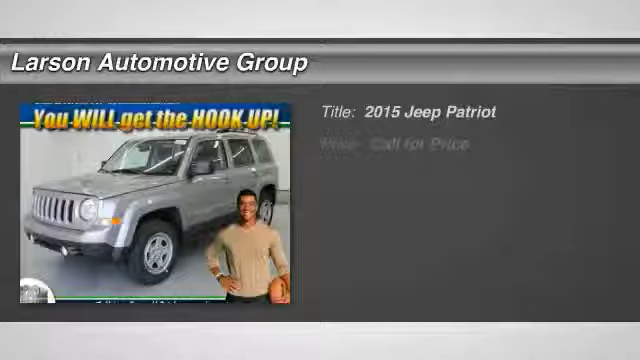 Larson Automotive Group
You WILL get the HOOK UP!
Title: 2015 Jeep Patriot
Price: Call for Price